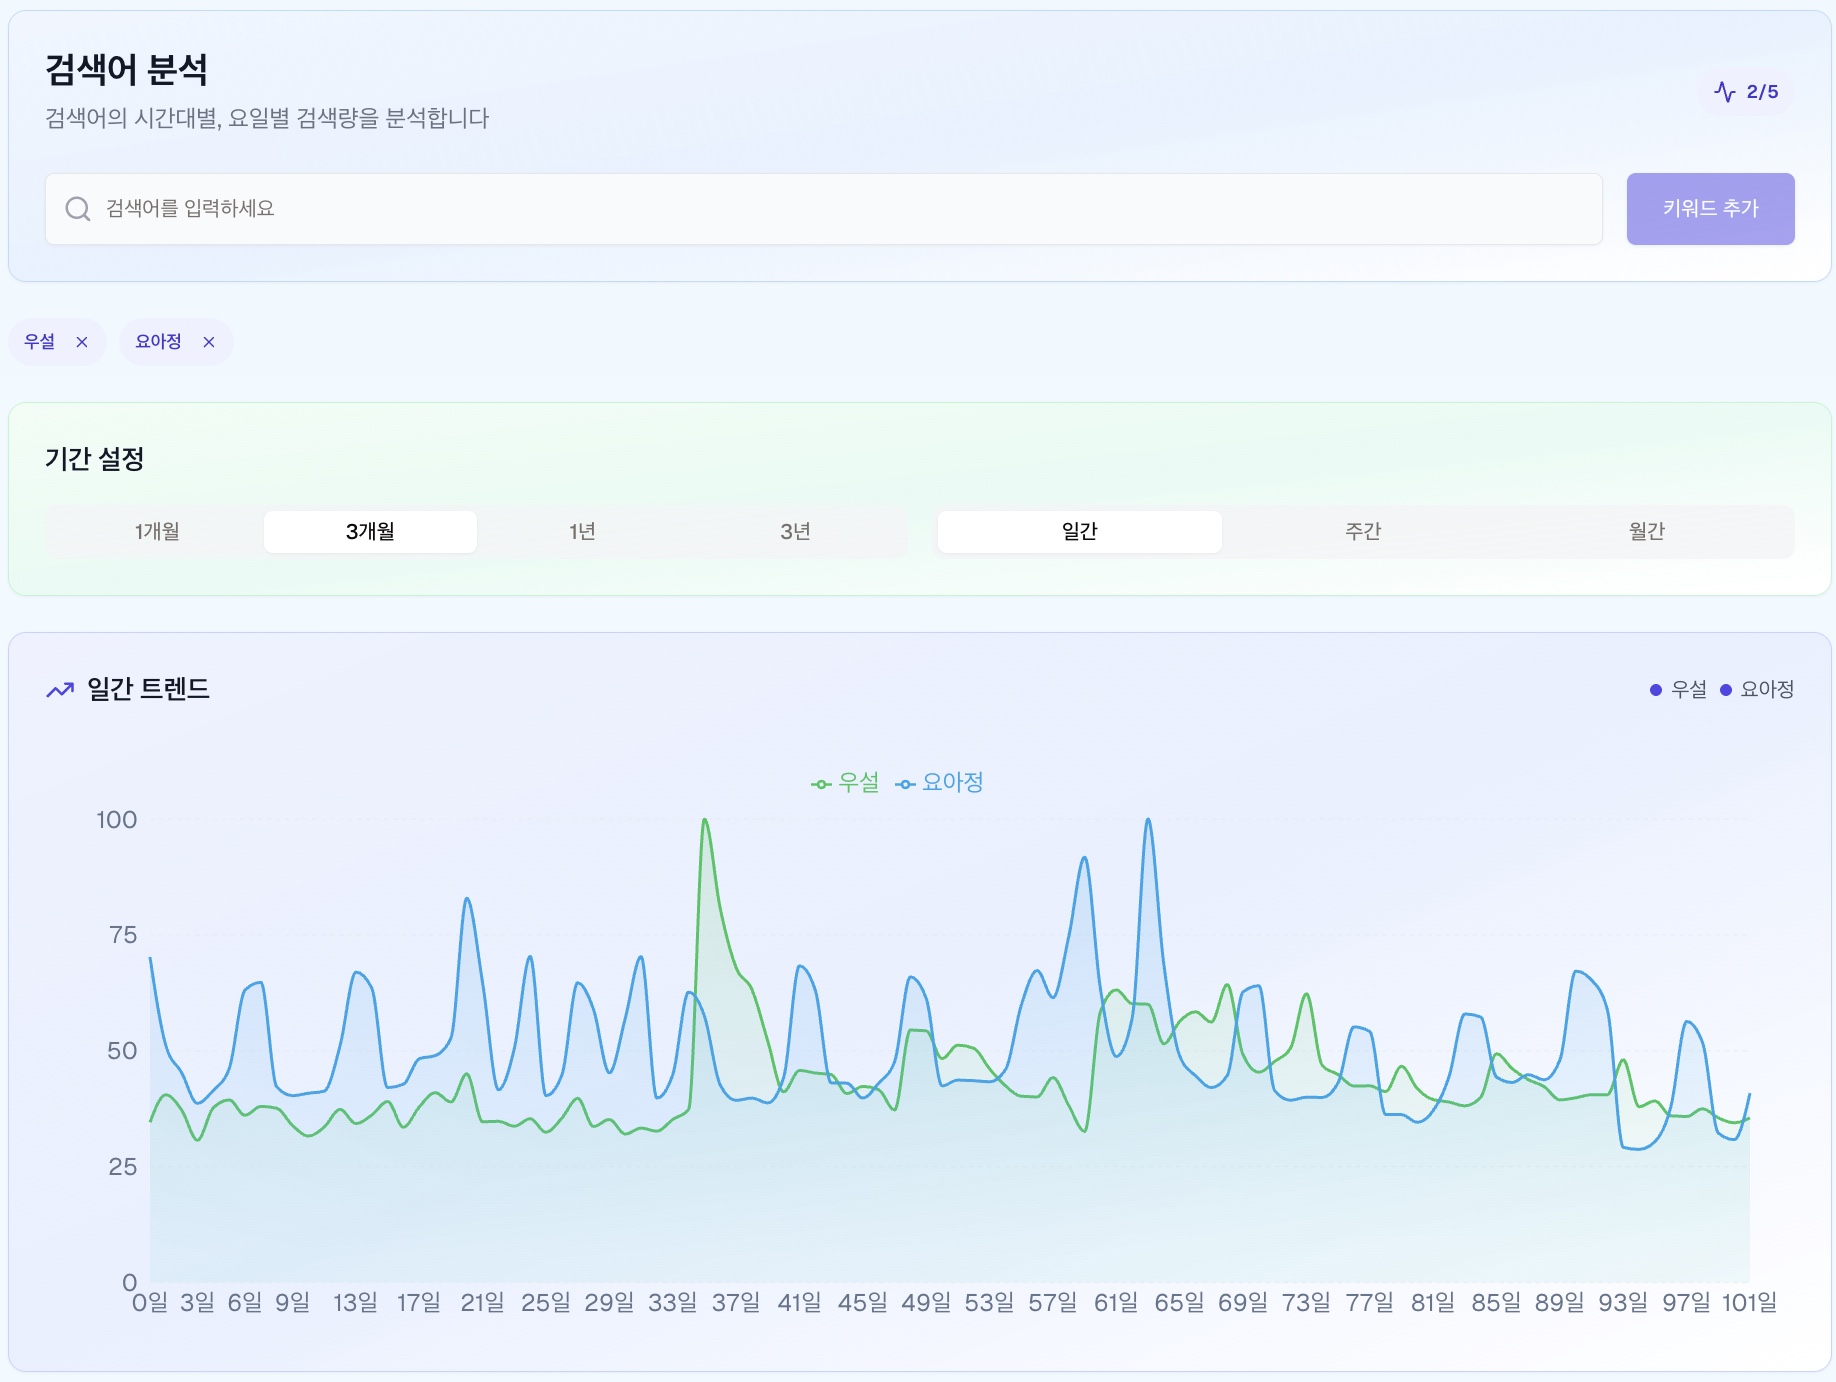 검색어 분석
검색어의 시간대별, 요일별 검색량을 분석합니다
2/5
검색어를 입력하세요
키워드 추가
우설 × 요아정 ×
기간 설정
1개월 3개월 1년 3년 일간 주간 월간
일간 트렌드
우설 요아정
우설 요아정
100
75
50
25
0
0일 3일 6일 9일 13일 17일 21일 25일 29일 33일 37일 41일 45일 49일 53일 57일 61일 65일 69일 73일 77일 81일 85일 89일 93일 97일 101일